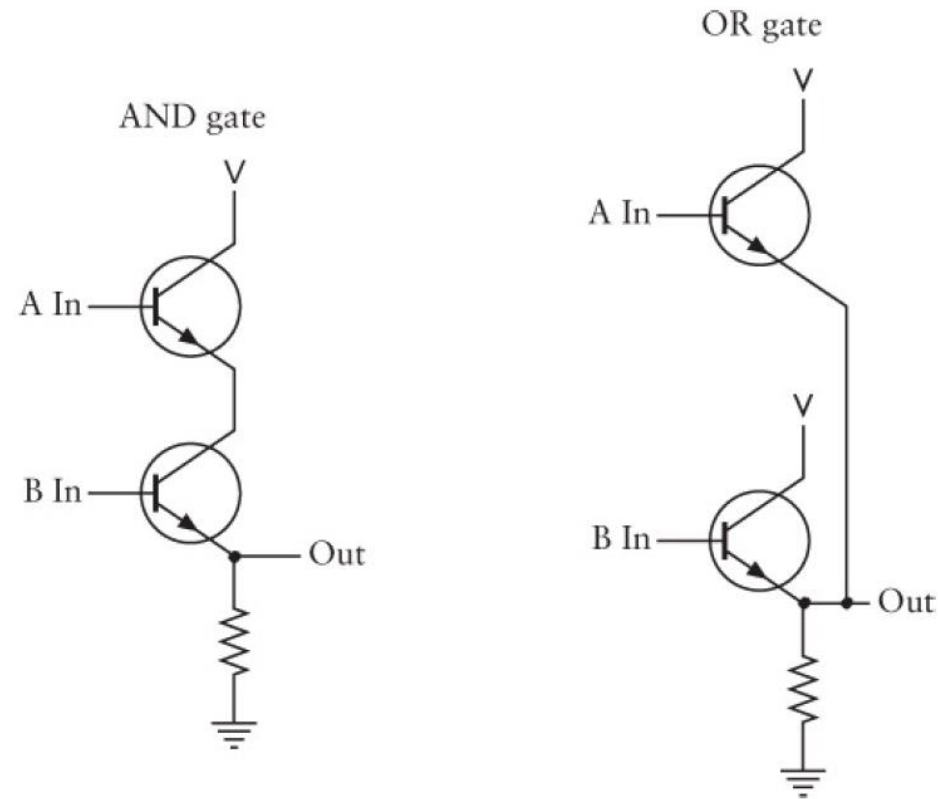 AND gate
V
A In
B In
Out
OR gate
V
A In
V
B In
Out